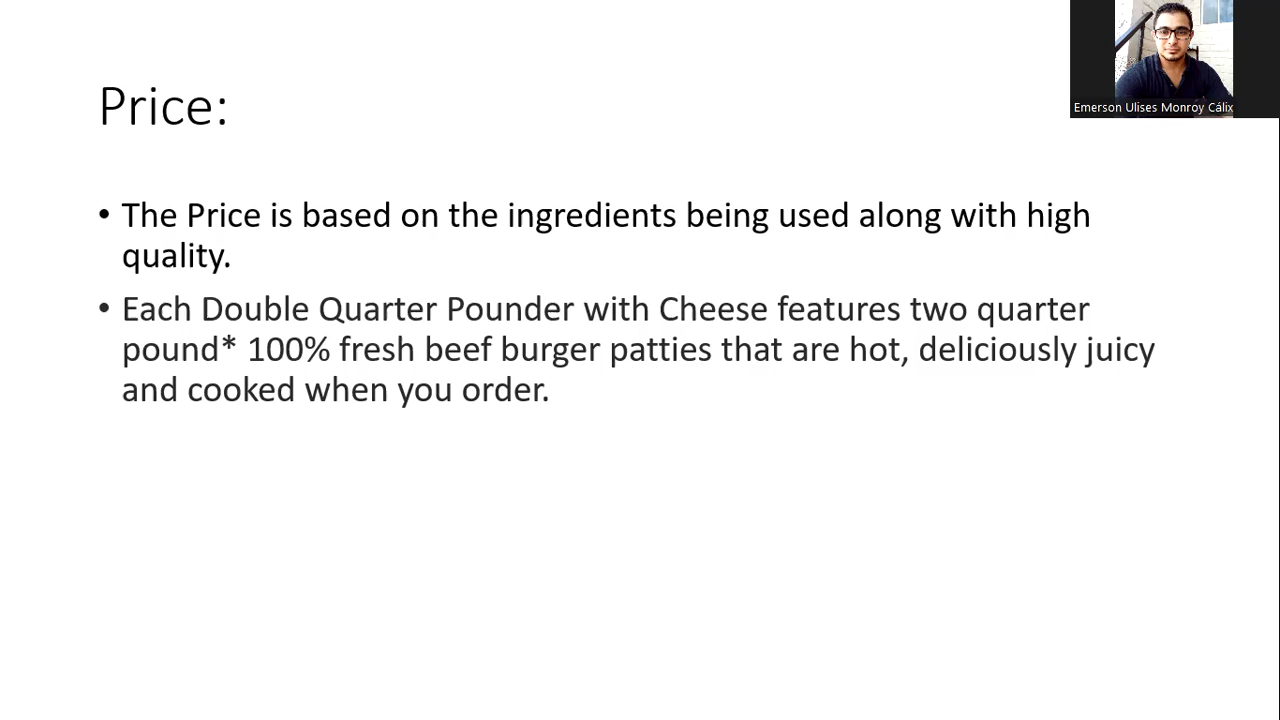 Price:
Emerson Ulises Monroy Cálix
• The Price is based on the ingredients being used along with high
quality.
• Each Double Quarter Pounder with Cheese features two quarter
pound* 100% fresh beef burger patties that are hot, deliciously juicy
and cooked when you order.